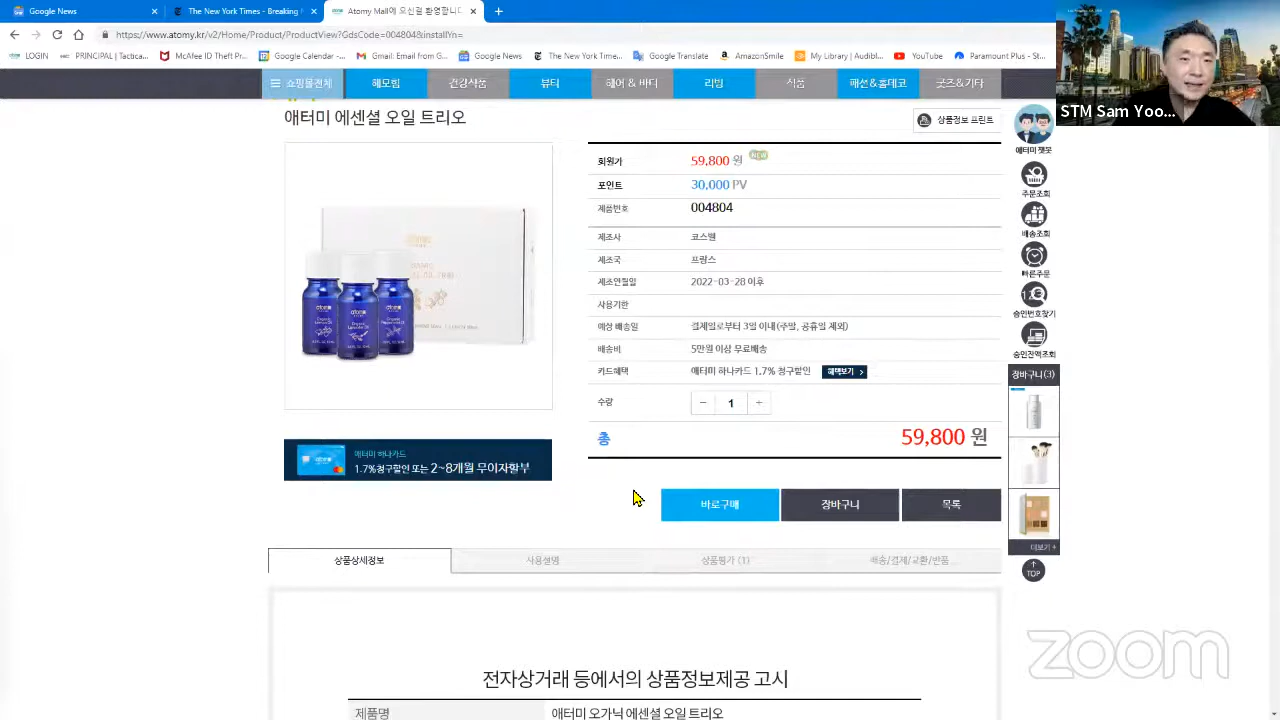 Google News
The New York Times - Breaking N
Atomy Mall에 오신걸 환영합니다
https://www.atomy.kr/v2/Home/Product/ProductView?GdsCode=004804&installYn=
LOGIN
PRINCIPAL | Tactica...
McAfee ID Theft Pr...
Google Calendar -...
Gmail: Email from G...
Google News
The New York Time...
Google Translate
AmazonSmile
My Library | Audibl...
YouTube
Paramount Plus - St...
쇼핑몰전체
해모힘
건강식품
뷰티
헤어 & 바디
리빙
식품
패션&홈데코
굿즈&기타
STM Sam Yoo...
애터미 에센셜 오일 트리오
상품정보 프린트
회원가 59,800 원 NEW
포인트 30,000 PV
제품번호 004804
제조사 코스웰
제조국 프랑스
제조연월일 2022-03-28 이후
사용기한
예상 배송일 결제일로부터 3일 이내(주말, 공휴일 제외)
배송비 5만원 이상 무료배송
카드혜택 애터미 하나카드 1.7% 청구할인 혜택보기 >
수량 − 1 +
총 59,800 원
애터미 하나카드
1.7%청구할인 또는 2~8개월 무이자할부
바로구매
장바구니
목록
애터미 챗봇
주문조회
배송조회
빠른주문
승인번호찾기
승인잔액조회
장바구니(3)
더보기 +
TOP
상품상세정보
사용설명
상품평가 (1)
배송/결제/교환/반품
전자상거래 등에서의 상품정보제공 고시
제품명 애터미 오가닉 에센셜 오일 트리오
zoom